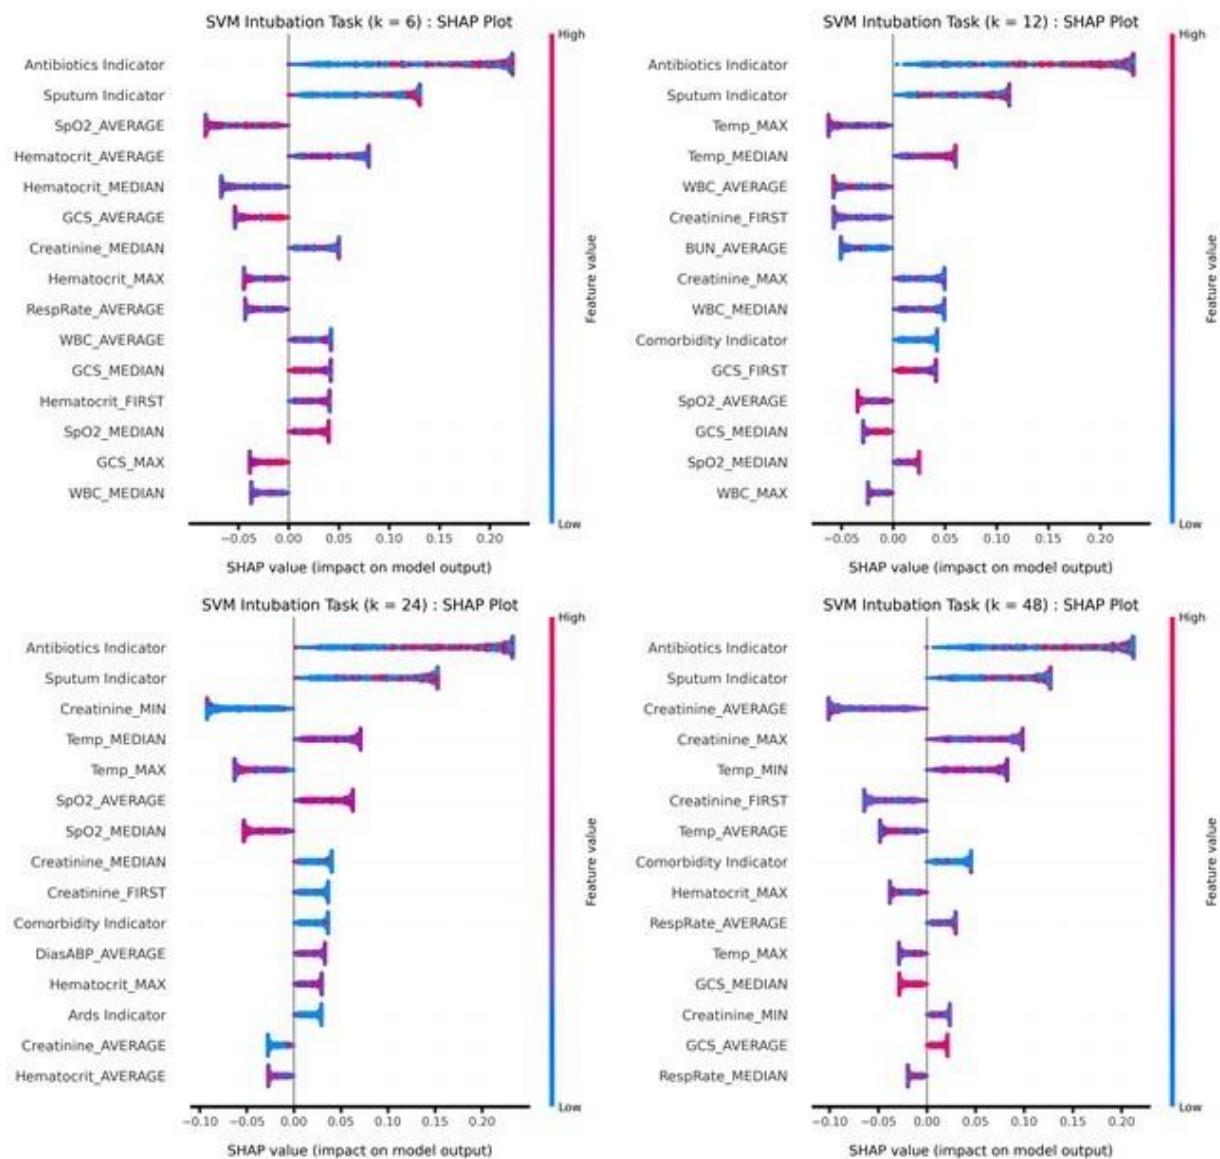 SVM Intubation Task (k = 6) : SHAP Plot
High
Antibiotics Indicator
Sputum Indicator
SpO2_AVERAGE
Hematocrit_AVERAGE
Hematocrit_MEDIAN
GCS_AVERAGE
Creatinine_MEDIAN
Hematocrit_MAX
RespRate_AVERAGE
WBC_AVERAGE
GCS_MEDIAN
Hematocrit_FIRST
SpO2_MEDIAN
GCS_MAX
WBC_MEDIAN
Feature value
Low
−0.05 0.00 0.05 0.10 0.15 0.20
SHAP value (impact on model output)
SVM Intubation Task (k = 12) : SHAP Plot
High
Antibiotics Indicator
Sputum Indicator
Temp_MAX
Temp_MEDIAN
WBC_AVERAGE
Creatinine_FIRST
BUN_AVERAGE
Creatinine_MAX
WBC_MEDIAN
Comorbidity Indicator
GCS_FIRST
SpO2_AVERAGE
GCS_MEDIAN
SpO2_MEDIAN
WBC_MAX
Feature value
Low
−0.05 0.00 0.05 0.10 0.15 0.20
SHAP value (impact on model output)
SVM Intubation Task (k = 24) : SHAP Plot
High
Antibiotics Indicator
Sputum Indicator
Creatinine_MIN
Temp_MEDIAN
Temp_MAX
SpO2_AVERAGE
SpO2_MEDIAN
Creatinine_MEDIAN
Creatinine_FIRST
Comorbidity Indicator
DiasABP_AVERAGE
Hematocrit_MAX
Ards Indicator
Creatinine_AVERAGE
Hematocrit_AVERAGE
Feature value
Low
−0.10 −0.05 0.00 0.05 0.10 0.15 0.20
SHAP value (impact on model output)
SVM Intubation Task (k = 48) : SHAP Plot
High
Antibiotics Indicator
Sputum Indicator
Creatinine_AVERAGE
Creatinine_MAX
Temp_MIN
Creatinine_FIRST
Temp_AVERAGE
Comorbidity Indicator
Hematocrit_MAX
RespRate_AVERAGE
Temp_MAX
GCS_MEDIAN
Creatinine_MIN
GCS_AVERAGE
RespRate_MEDIAN
Feature value
Low
−0.10 −0.05 0.00 0.05 0.10 0.15 0.20
SHAP value (impact on model output)